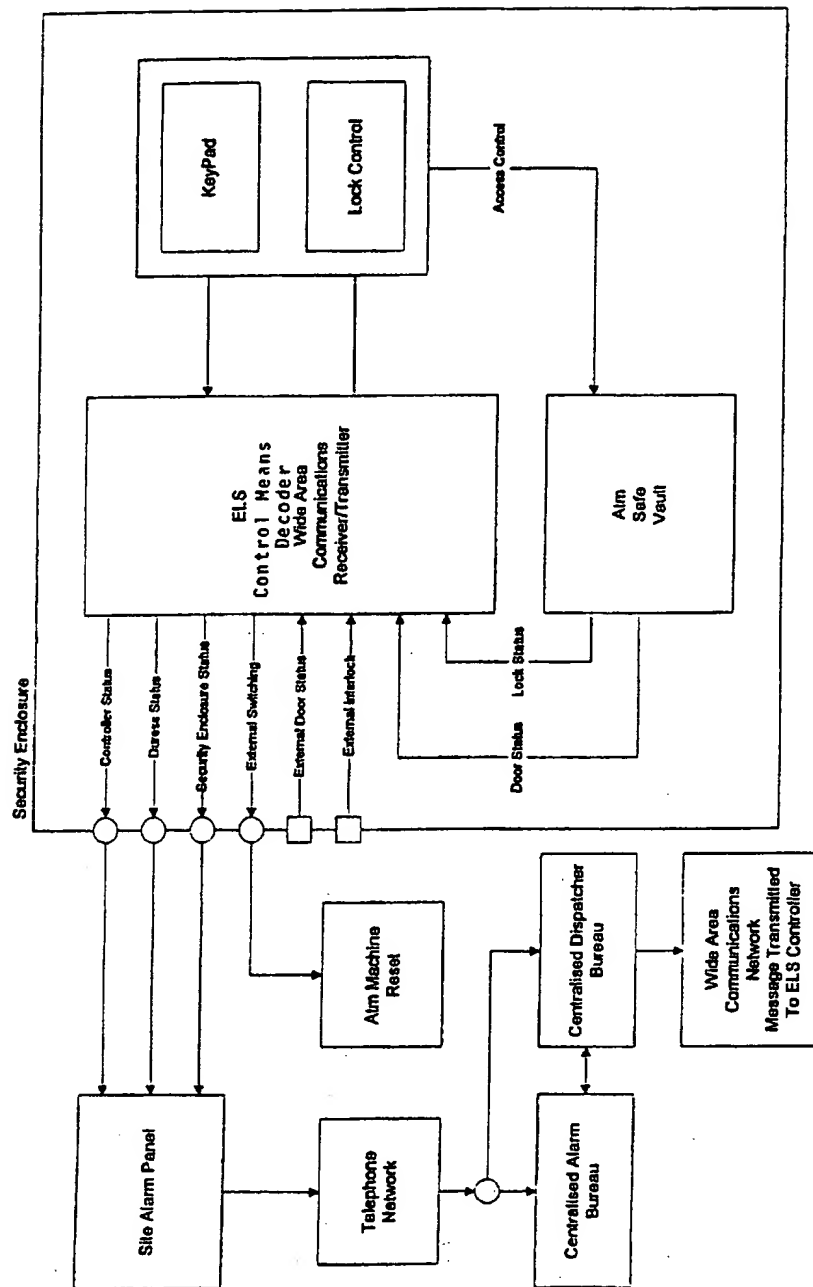 Security Enclosure
KeyPad
Lock Control
Access Control
ELS
Control Means
Decoder
Wide Area
Communications
Receiver/Transmitter
Atm
Safe
Vault
Controller Status
Duress Status
Security Enclosure Status
External Switching
External Door Status
External Interlock
Lock Status
Door Status
Site Alarm Panel
Atm Machine
Reset
Telephone
Network
Centralised Dispatcher
Bureau
Centralised Alarm
Bureau
Wide Area
Communications
Network
Message Transmitted
To ELS Controller